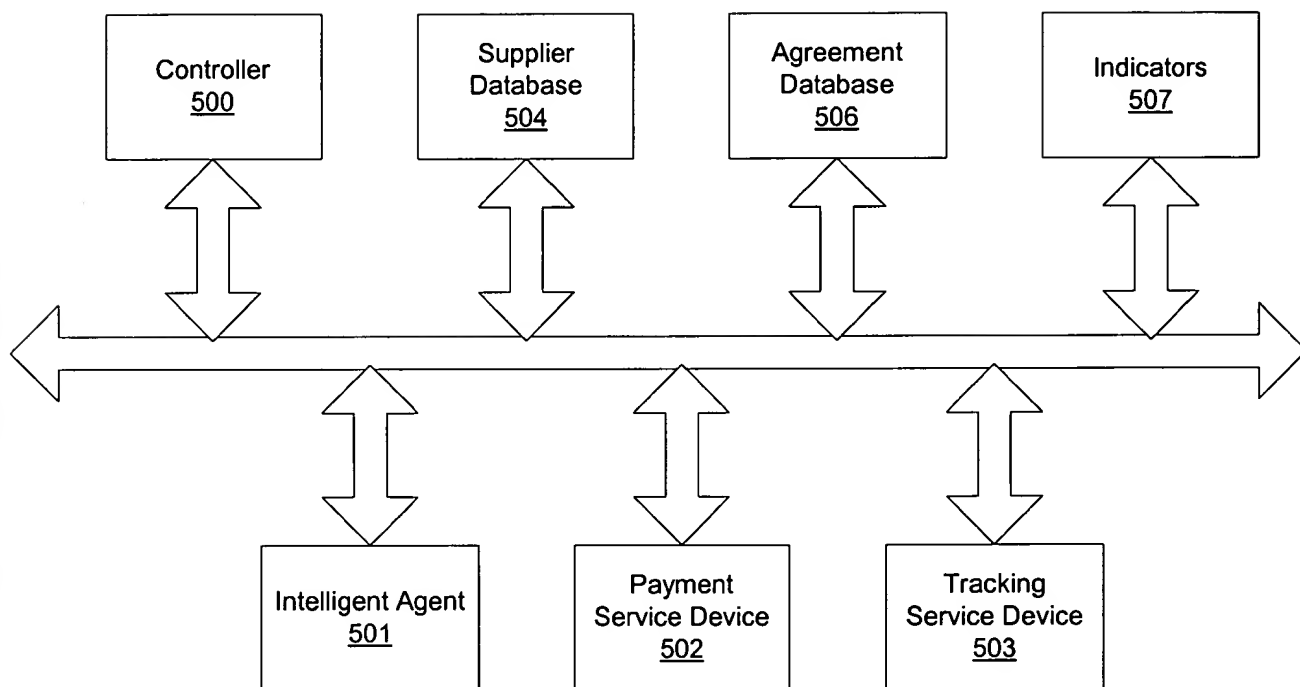 Controller
500
Supplier
Database
504
Agreement
Database
506
Indicators
507
Intelligent Agent
501
Payment
Service Device
502
Tracking
Service Device
503